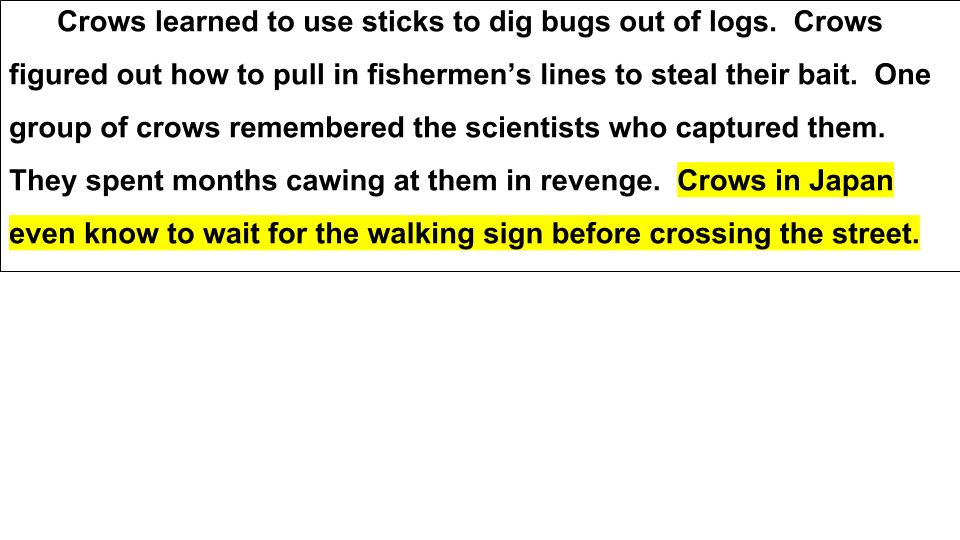 Crows learned to use sticks to dig bugs out of logs.  Crows
figured out how to pull in fishermen’s lines to steal their bait.  One
group of crows remembered the scientists who captured them.
They spent months cawing at them in revenge.  Crows in Japan
even know to wait for the walking sign before crossing the street.